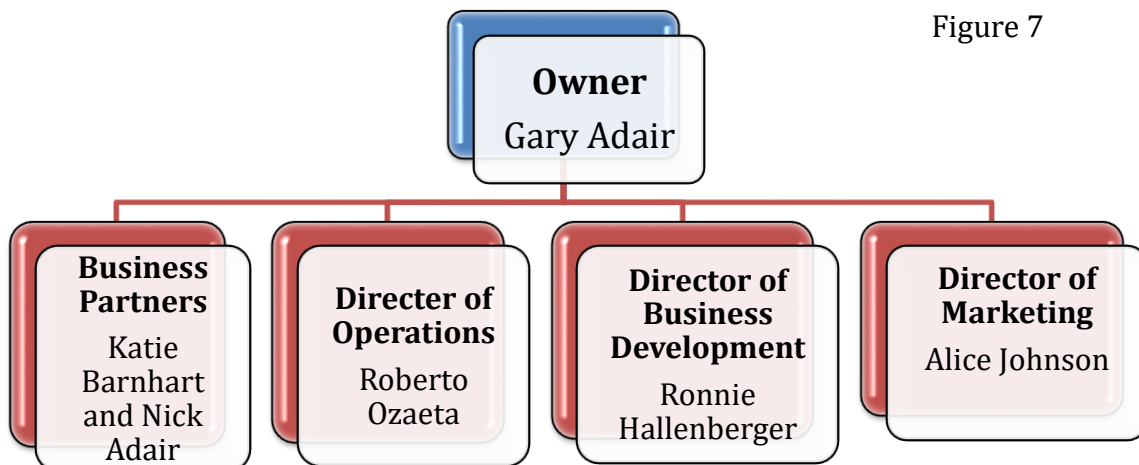 Figure 7
Owner
Gary Adair
Business
Partners
Katie
Barnhart
and Nick
Adair
Directer of
Operations
Roberto
Ozaeta
Director of
Business
Development
Ronnie
Hallenberger
Director of
Marketing
Alice Johnson